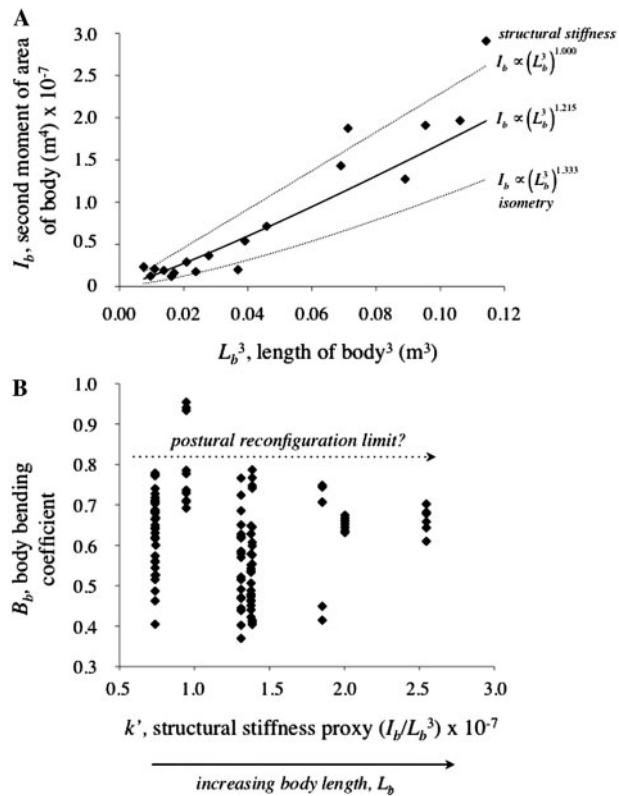 A
I_b, second moment of area
of body (m⁴) x 10⁻⁷
3.0
2.5
2.0
1.5
1.0
0.5
0
structural stiffness
I_b ∝ (L_b³)^1.000
I_b ∝ (L_b³)^1.215
I_b ∝ (L_b³)^1.333
isometry
0.00 0.02 0.04 0.06 0.08 0.10 0.12
L_b³, length of body³ (m³)
B
B_b, body bending
coefficient
1.0
0.9
0.8
0.7
0.6
0.5
0.4
0.3
postural reconfiguration limit?
0.5 1.0 1.5 2.0 2.5 3.0
k', structural stiffness proxy (I_b/L_b³) x 10⁻⁷
increasing body length, L_b